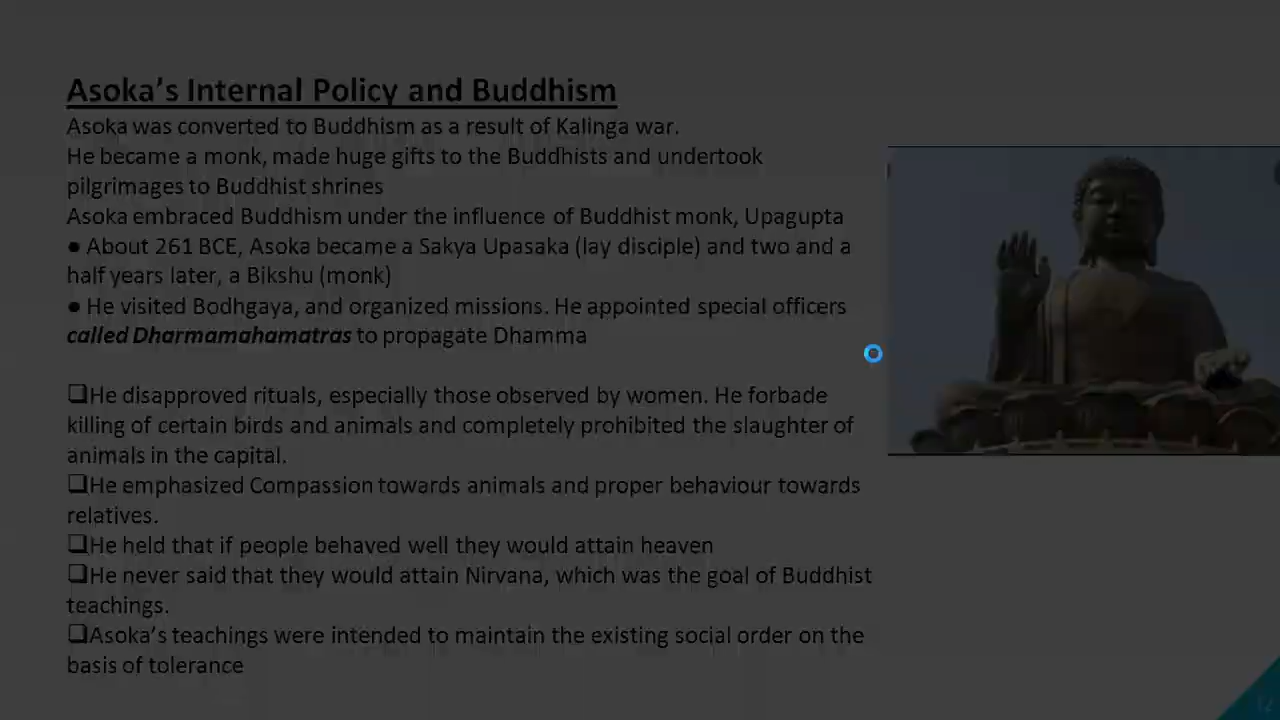 Asoka's Internal Policy and Buddhism
Asoka was converted to Buddhism as a result of Kalinga war.
He became a monk, made huge gifts to the Buddhists and undertook
pilgrimages to Buddhist shrines
Asoka embraced Buddhism under the influence of Buddhist monk, Upagupta
● About 261 BCE, Asoka became a Sakya Upasaka (lay disciple) and two and a
half years later, a Bikshu (monk)
● He visited Bodhgaya, and organized missions. He appointed special officers
called Dharmamahamatras to propagate Dhamma
❑He disapproved rituals, especially those observed by women. He forbade
killing of certain birds and animals and completely prohibited the slaughter of
animals in the capital.
❑He emphasized Compassion towards animals and proper behaviour towards
relatives.
❑He held that if people behaved well they would attain heaven
❑He never said that they would attain Nirvana, which was the goal of Buddhist
teachings.
❑Asoka's teachings were intended to maintain the existing social order on the
basis of tolerance